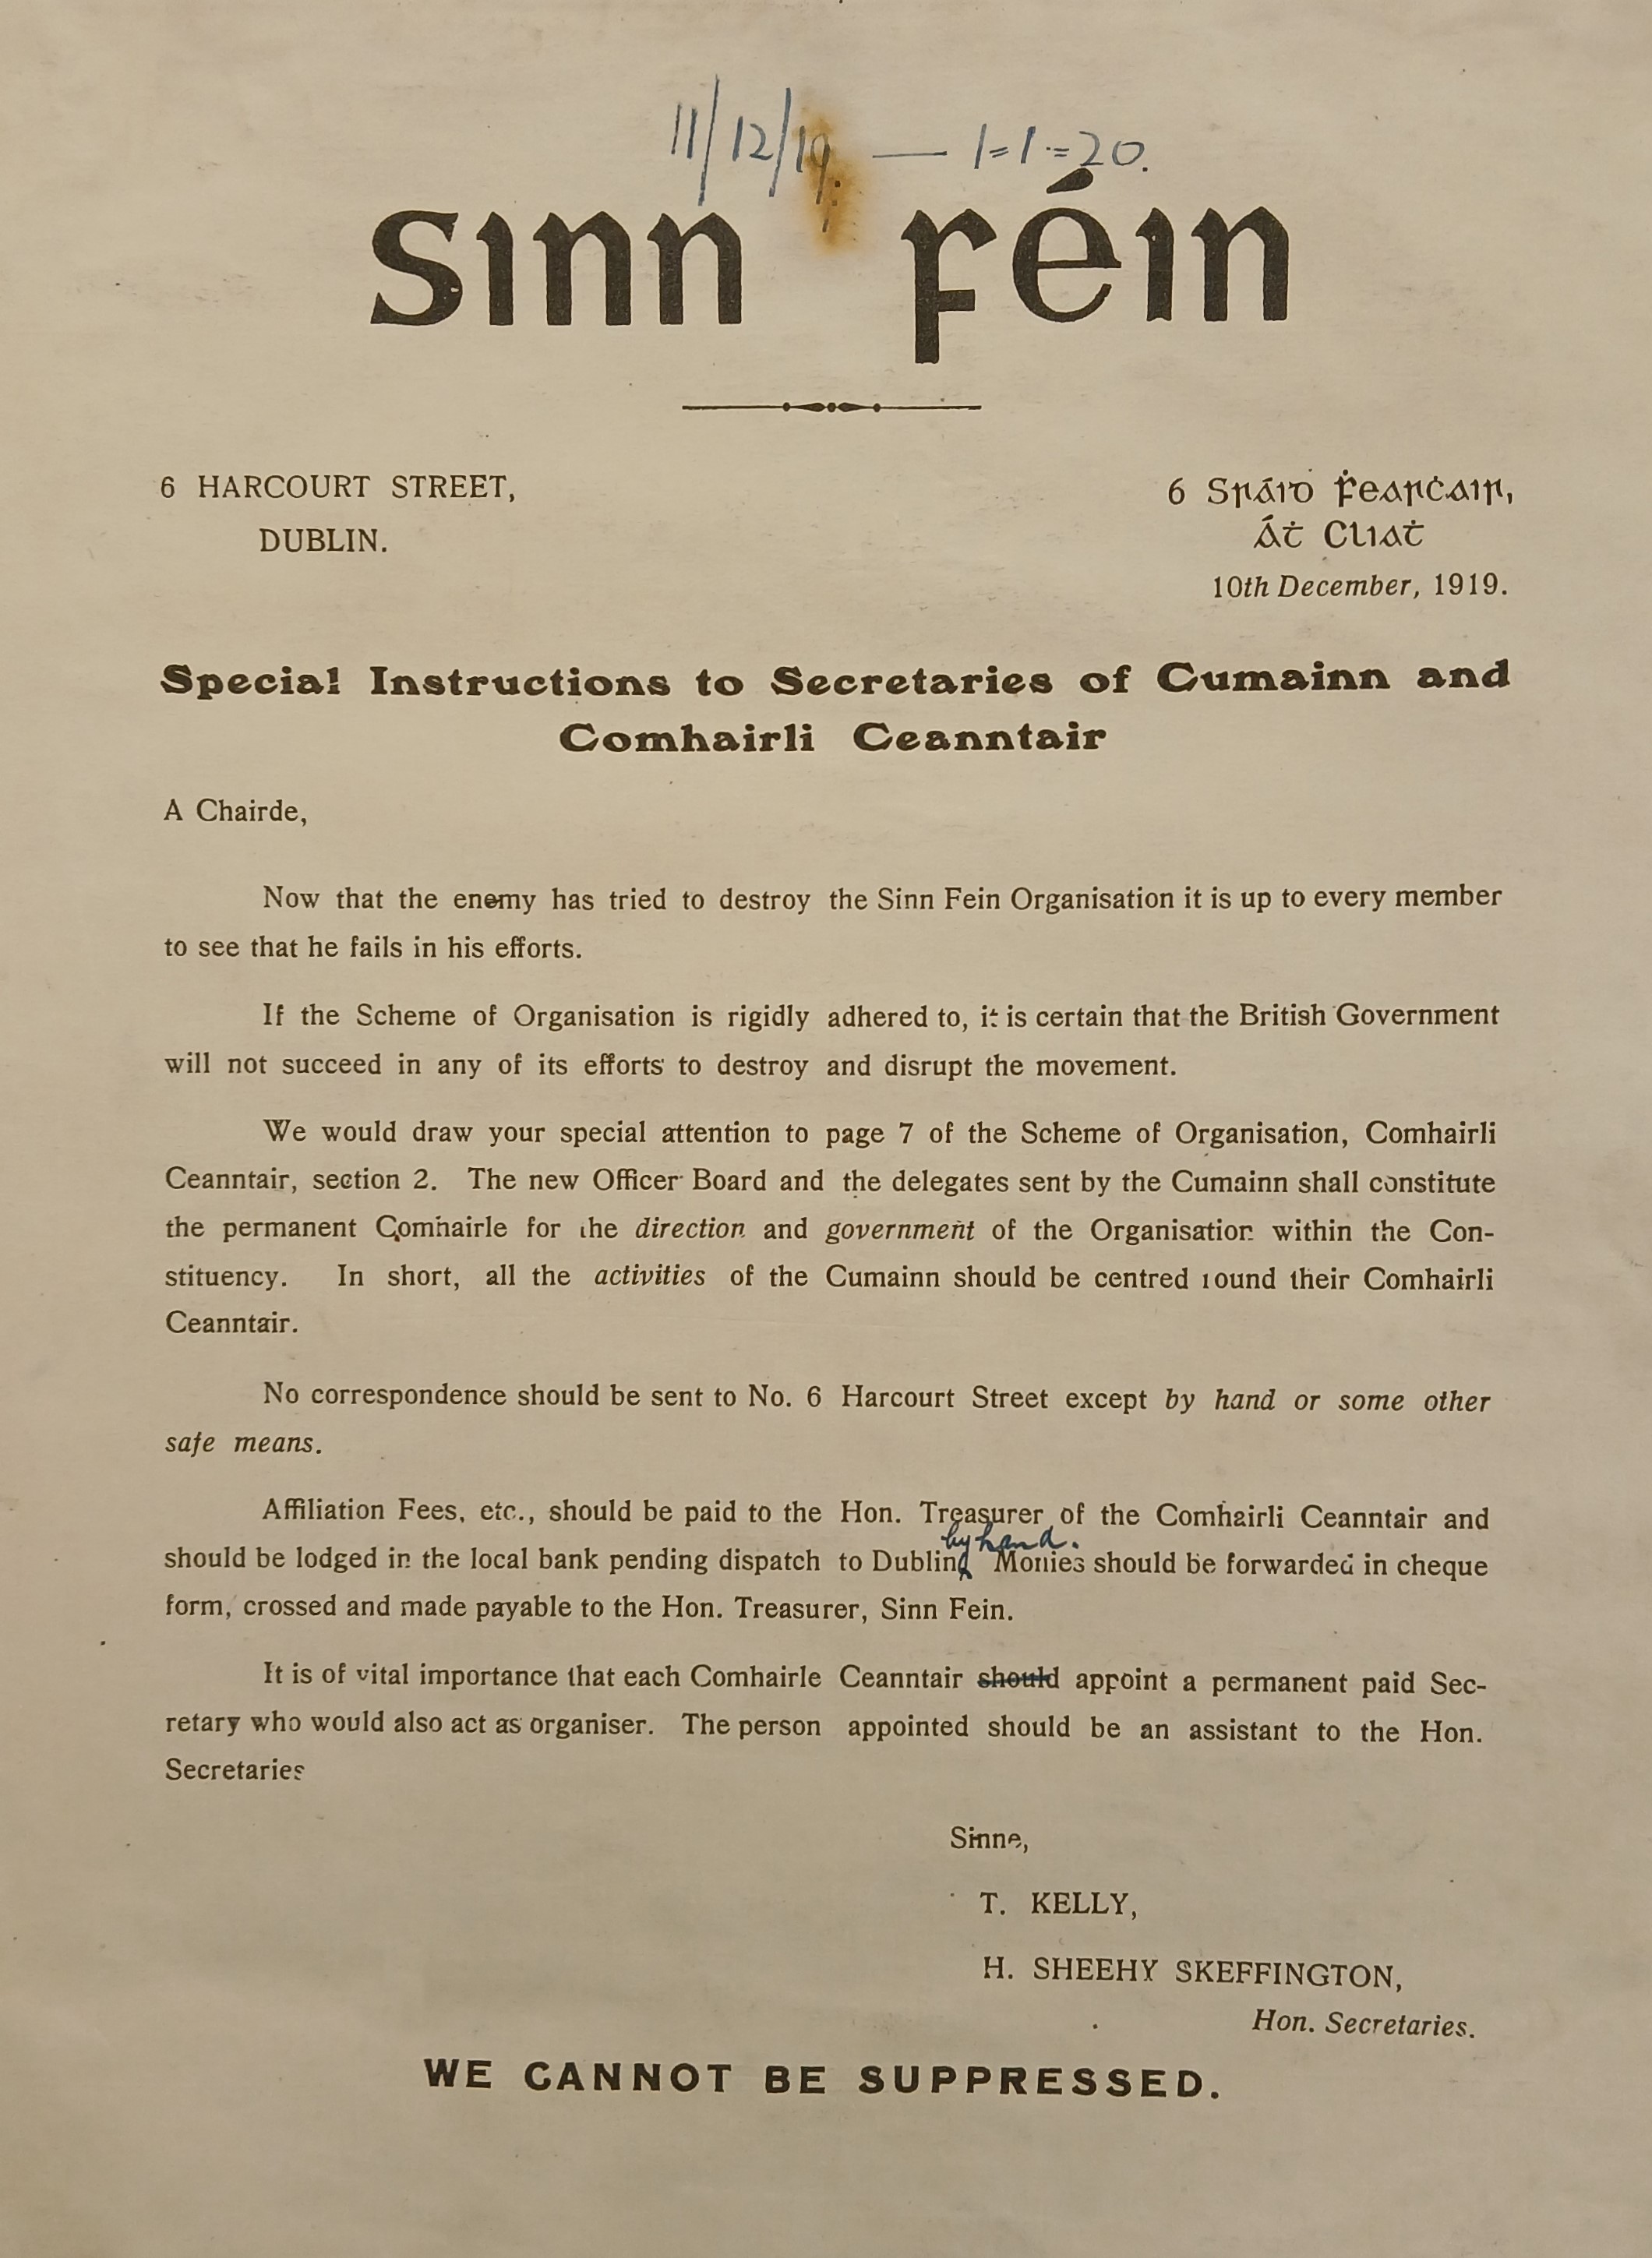 11/12/19. — 1=1=20.
Sinn Féin
6 HARCOURT STREET,
DUBLIN.
6 Sráid Ḟearċair,
Áṫ Cliaṫ
10th December, 1919.
Special Instructions to Secretaries of Cumainn and
Comhairli Ceanntair
A Chairde,
Now that the enemy has tried to destroy the Sinn Fein Organisation it is up to every member
to see that he fails in his efforts.
If the Scheme of Organisation is rigidly adhered to, it is certain that the British Government
will not succeed in any of its efforts to destroy and disrupt the movement.
We would draw your special attention to page 7 of the Scheme of Organisation, Comhairli
Ceanntair, section 2. The new Officer Board and the delegates sent by the Cumainn shall constitute
the permanent Comhairle for the direction and government of the Organisation within the Con-
stituency. In short, all the activities of the Cumainn should be centred round their Comhairli
Ceanntair.
No correspondence should be sent to No. 6 Harcourt Street except by hand or some other
safe means.
Affiliation Fees, etc., should be paid to the Hon. Treasurer of the Comhairli Ceanntair and
by hand.
should be lodged in the local bank pending dispatch to Dublin Monies should be forwarded in cheque
form, crossed and made payable to the Hon. Treasurer, Sinn Fein.
It is of vital importance that each Comhairle Ceanntair should appoint a permanent paid Sec-
retary who would also act as organiser. The person appointed should be an assistant to the Hon.
Secretaries
Sinne,
T. KELLY,
H. SHEEHY SKEFFINGTON,
Hon. Secretaries.
WE CANNOT BE SUPPRESSED.